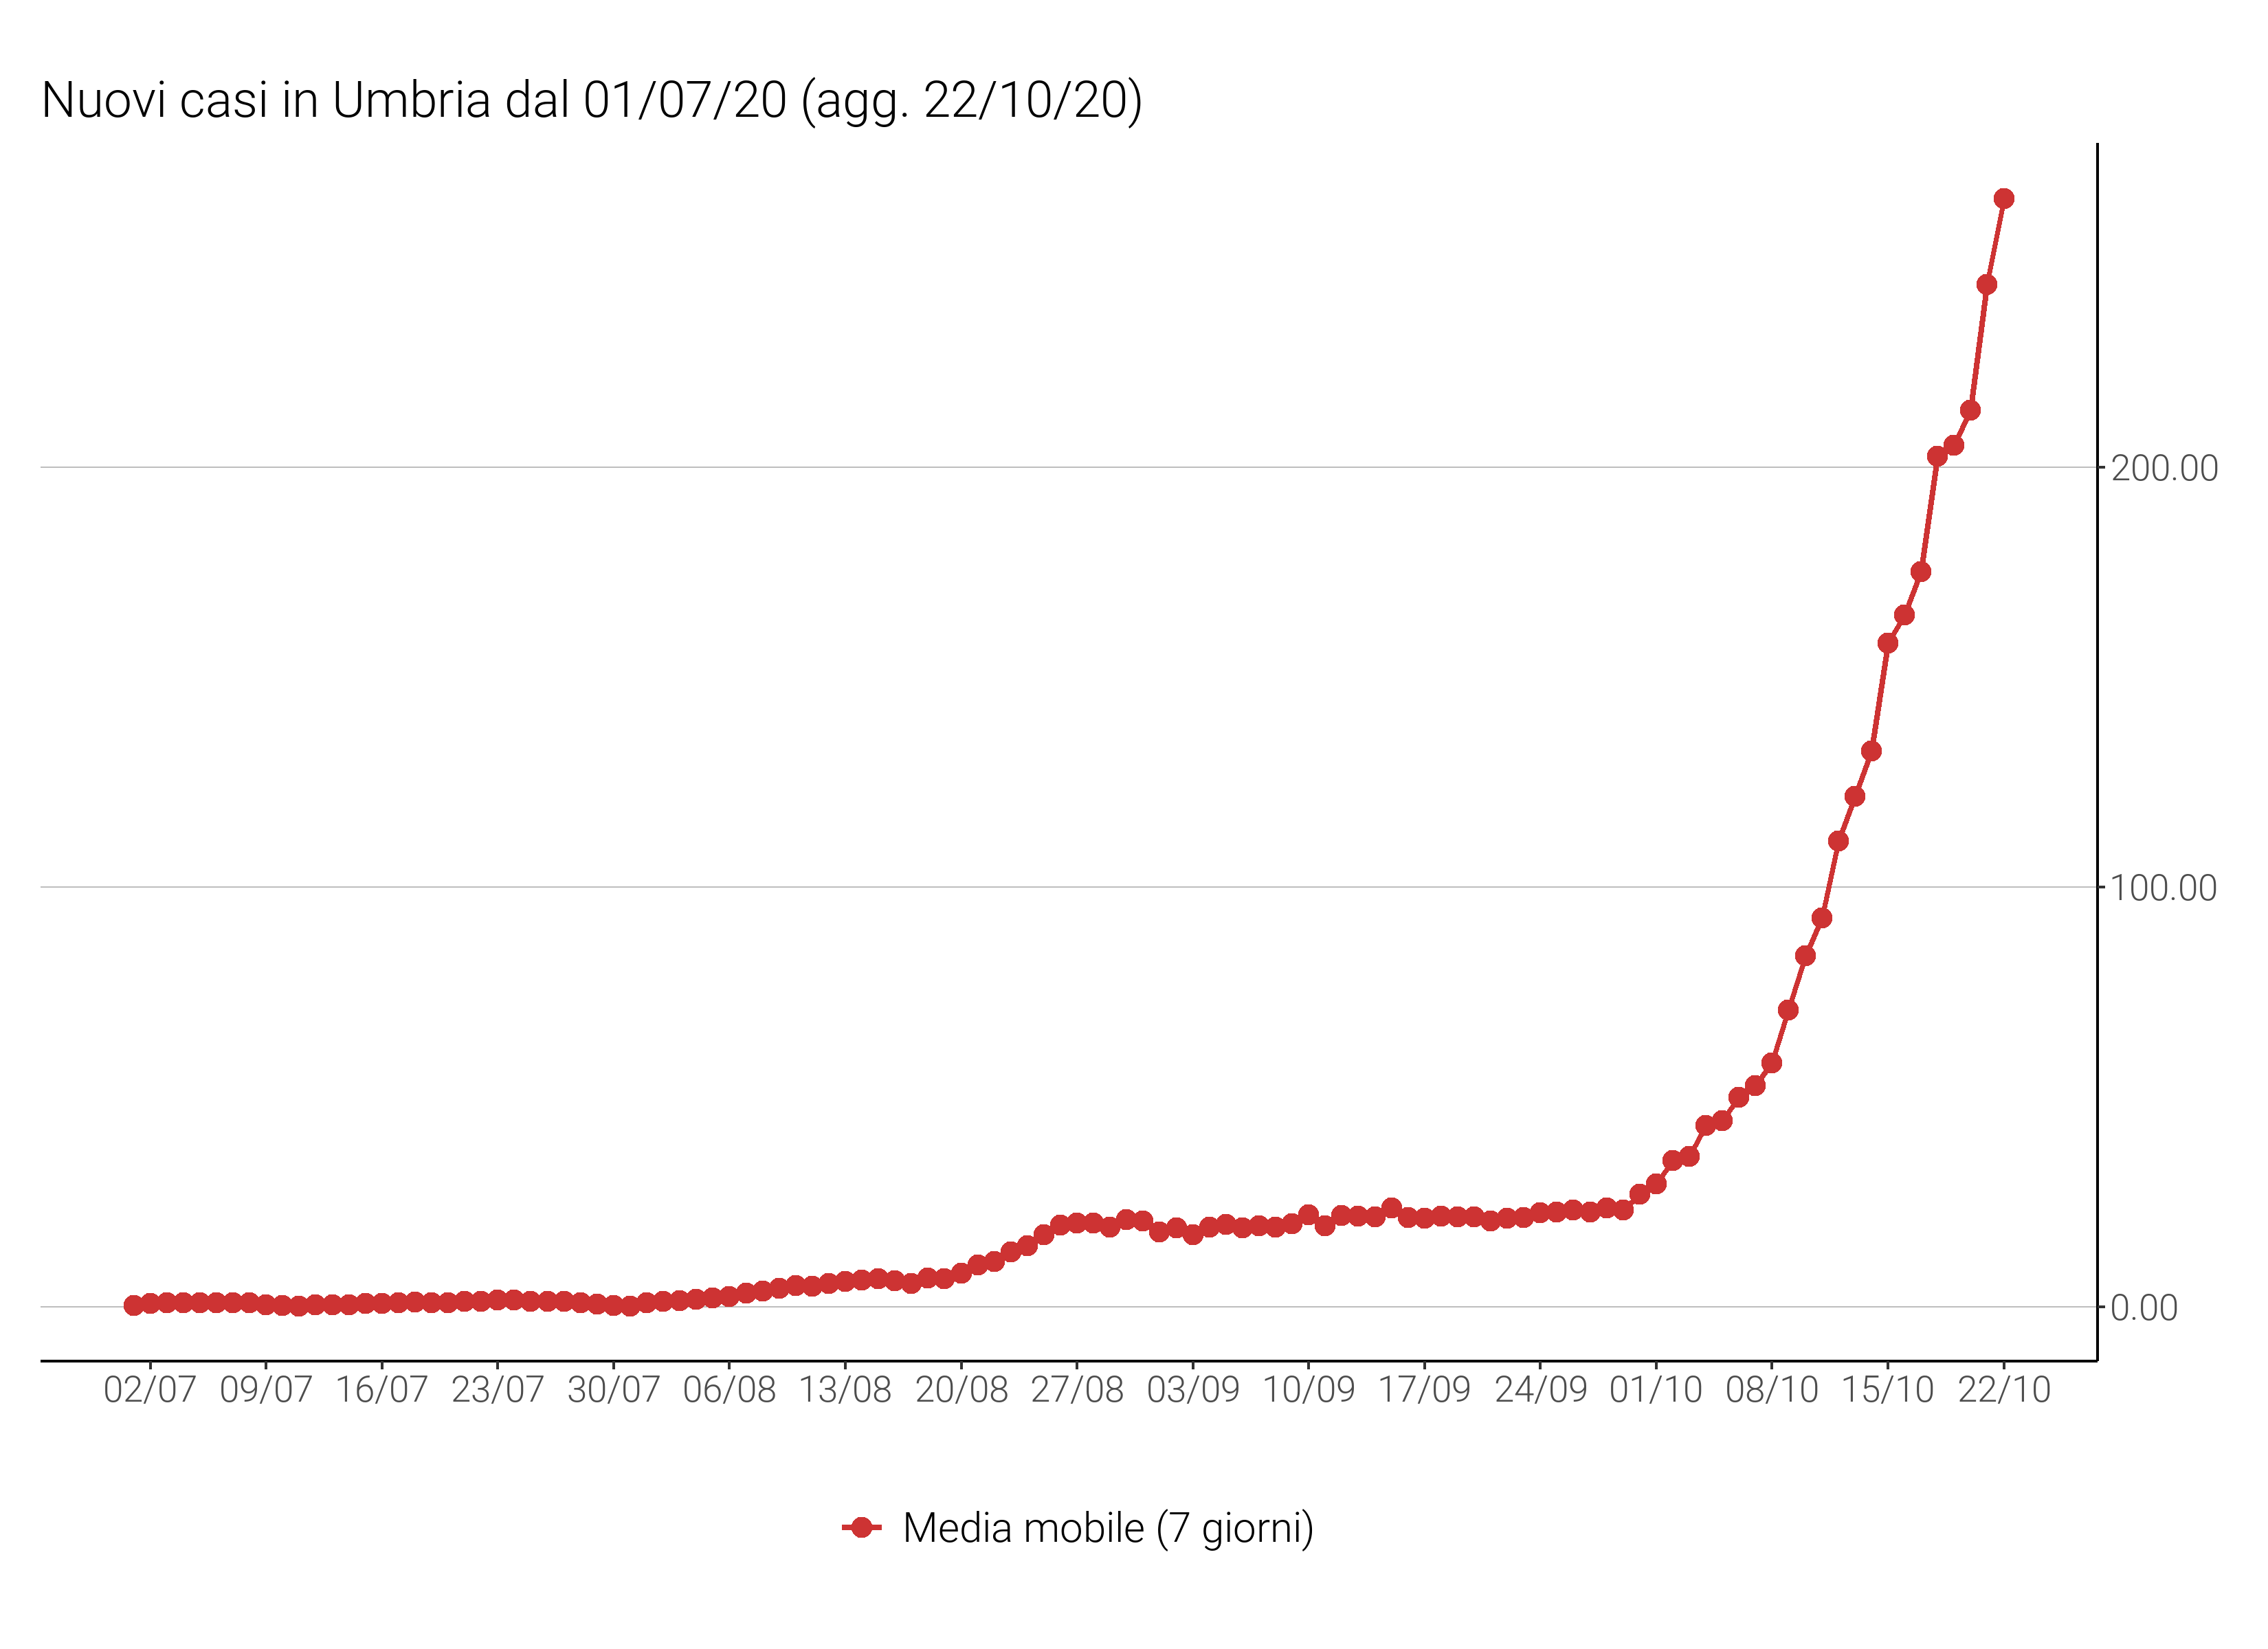 Nuovi casi in Umbria dal 01/07/20 (agg. 22/10/20)
200.00
100.00
0.00
02/07 09/07 16/07 23/07 30/07 06/08 13/08 20/08 27/08 03/09 10/09 17/09 24/09 01/10 08/10 15/10 22/10
Media mobile (7 giorni)